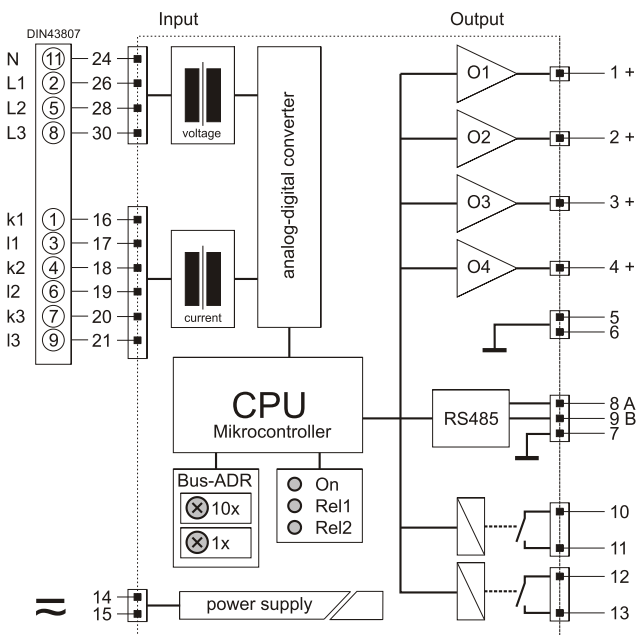 Input
Output
DIN43807
N 11 24
L1 2 26
L2 5 28
L3 8 30
voltage
analog-digital converter
O1 1 +
O2 2 +
O3 3 +
O4 4 +
k1 1 16
l1 3 17
k2 4 18
l2 6 19
k3 7 20
l3 9 21
current
5
6
CPU
Mikrocontroller
RS485
8 A
9 B
7
Bus-ADR
10x
1x
On
Rel1
Rel2
10
11
12
13
≈
14
15
power supply